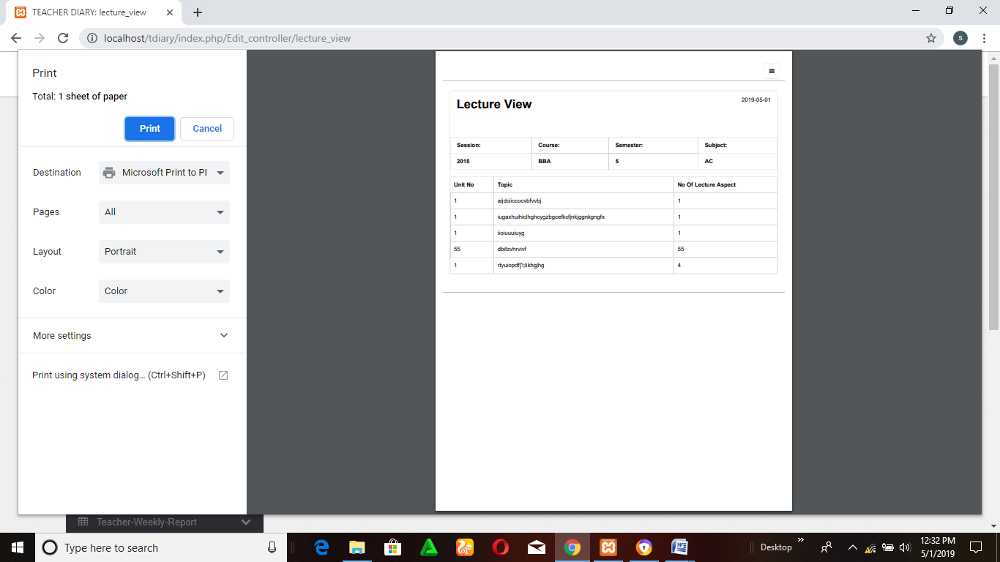 TEACHER DIARY: lecture_view
localhost/tdiary/index.php/Edit_controller/lecture_view
s
Print
Total: 1 sheet of paper
Print Cancel
Destination Microsoft Print to PI
Pages All
Layout Portrait
Color Color
More settings
Print using system dialog... (Ctrl+Shift+P)
Lecture View 2019-05-01
Session: Course: Semester: Subject:
2015 BBA 5 AC
Unit No Topic No Of Lecture Aspect
1 aijdciiccocvbfvvbj 1
1 iugaxhuihiclhghcygzbgcefkcfjnkjggnkgngfx 1
1 iioiuuuiuyg 1
55 dbifzvhrvivf 55
1 4
Teacher-Weekly-Report
Type here to search
Desktop
12:32 PM
5/1/2019